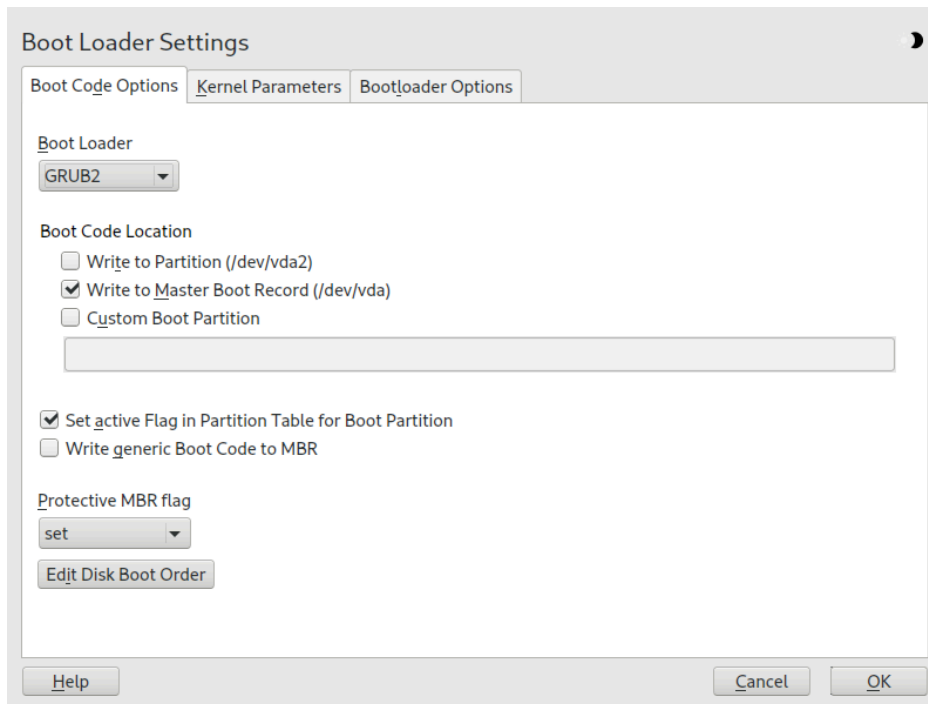 Boot Loader Settings
Boot Code Options Kernel Parameters Bootloader Options
Boot Loader
GRUB2
Boot Code Location
Write to Partition (/dev/vda2)
Write to Master Boot Record (/dev/vda)
Custom Boot Partition
Set active Flag in Partition Table for Boot Partition
Write generic Boot Code to MBR
Protective MBR flag
set
Edit Disk Boot Order
Help Cancel OK